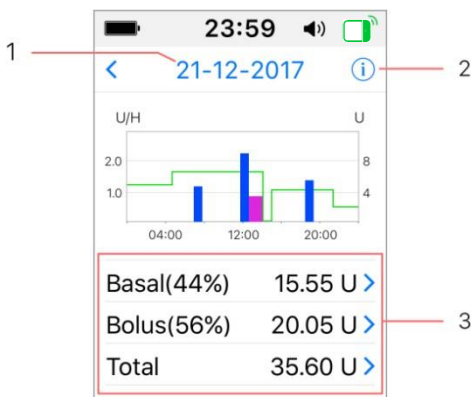 23:59
1
21-12-2017
2
U/H U
2.0 8
1.0 4
04:00 12:00 20:00
Basal(44%) 15.55 U
Bolus(56%) 20.05 U
3
Total 35.60 U